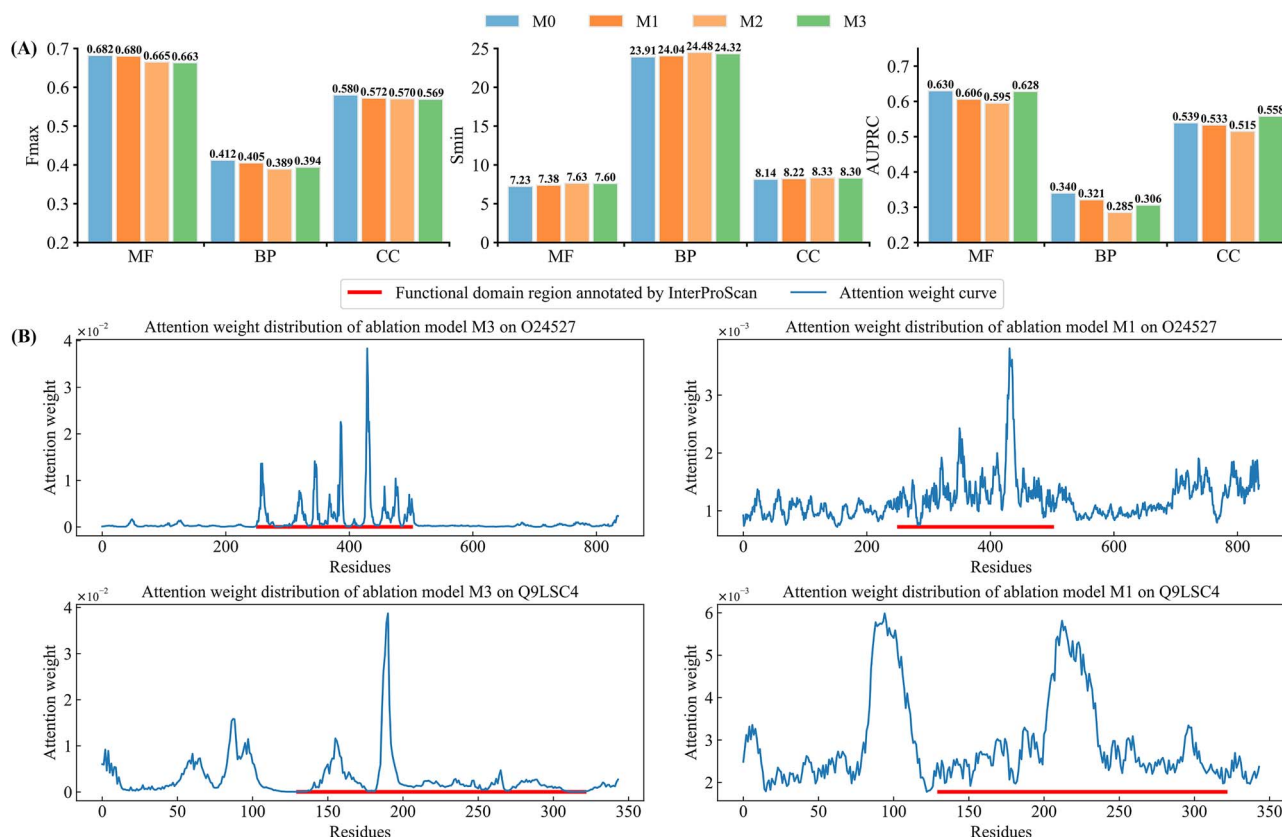 M0 M1 M2 M3
(A)
0.7
0.6
0.5
0.4
0.3
0.2
Fmax
0.682 0.680 0.665 0.663
0.412 0.405 0.389 0.394
0.580 0.572 0.570 0.569
MF BP CC
25
20
15
10
5
0
Smin
7.23 7.38 7.63 7.60
23.91 24.04 24.48 24.32
8.14 8.22 8.33 8.30
MF BP CC
0.7
0.6
0.5
0.4
0.3
0.2
AUPRC
0.630 0.606 0.595 0.628
0.340 0.321 0.285 0.306
0.539 0.533 0.515 0.558
MF BP CC
Functional domain region annotated by InterProScan Attention weight curve
(B)
Attention weight distribution of ablation model M3 on O24527
×10⁻²
4
3
2
1
0
Attention weight
0 200 400 600 800
Residues
Attention weight distribution of ablation model M1 on O24527
×10⁻³
3
2
1
Attention weight
0 200 400 600 800
Residues
Attention weight distribution of ablation model M3 on Q9LSC4
×10⁻²
4
3
2
1
0
Attention weight
0 50 100 150 200 250 300 350
Residues
Attention weight distribution of ablation model M1 on Q9LSC4
×10⁻³
6
5
4
3
2
Attention weight
0 50 100 150 200 250 300 350
Residues